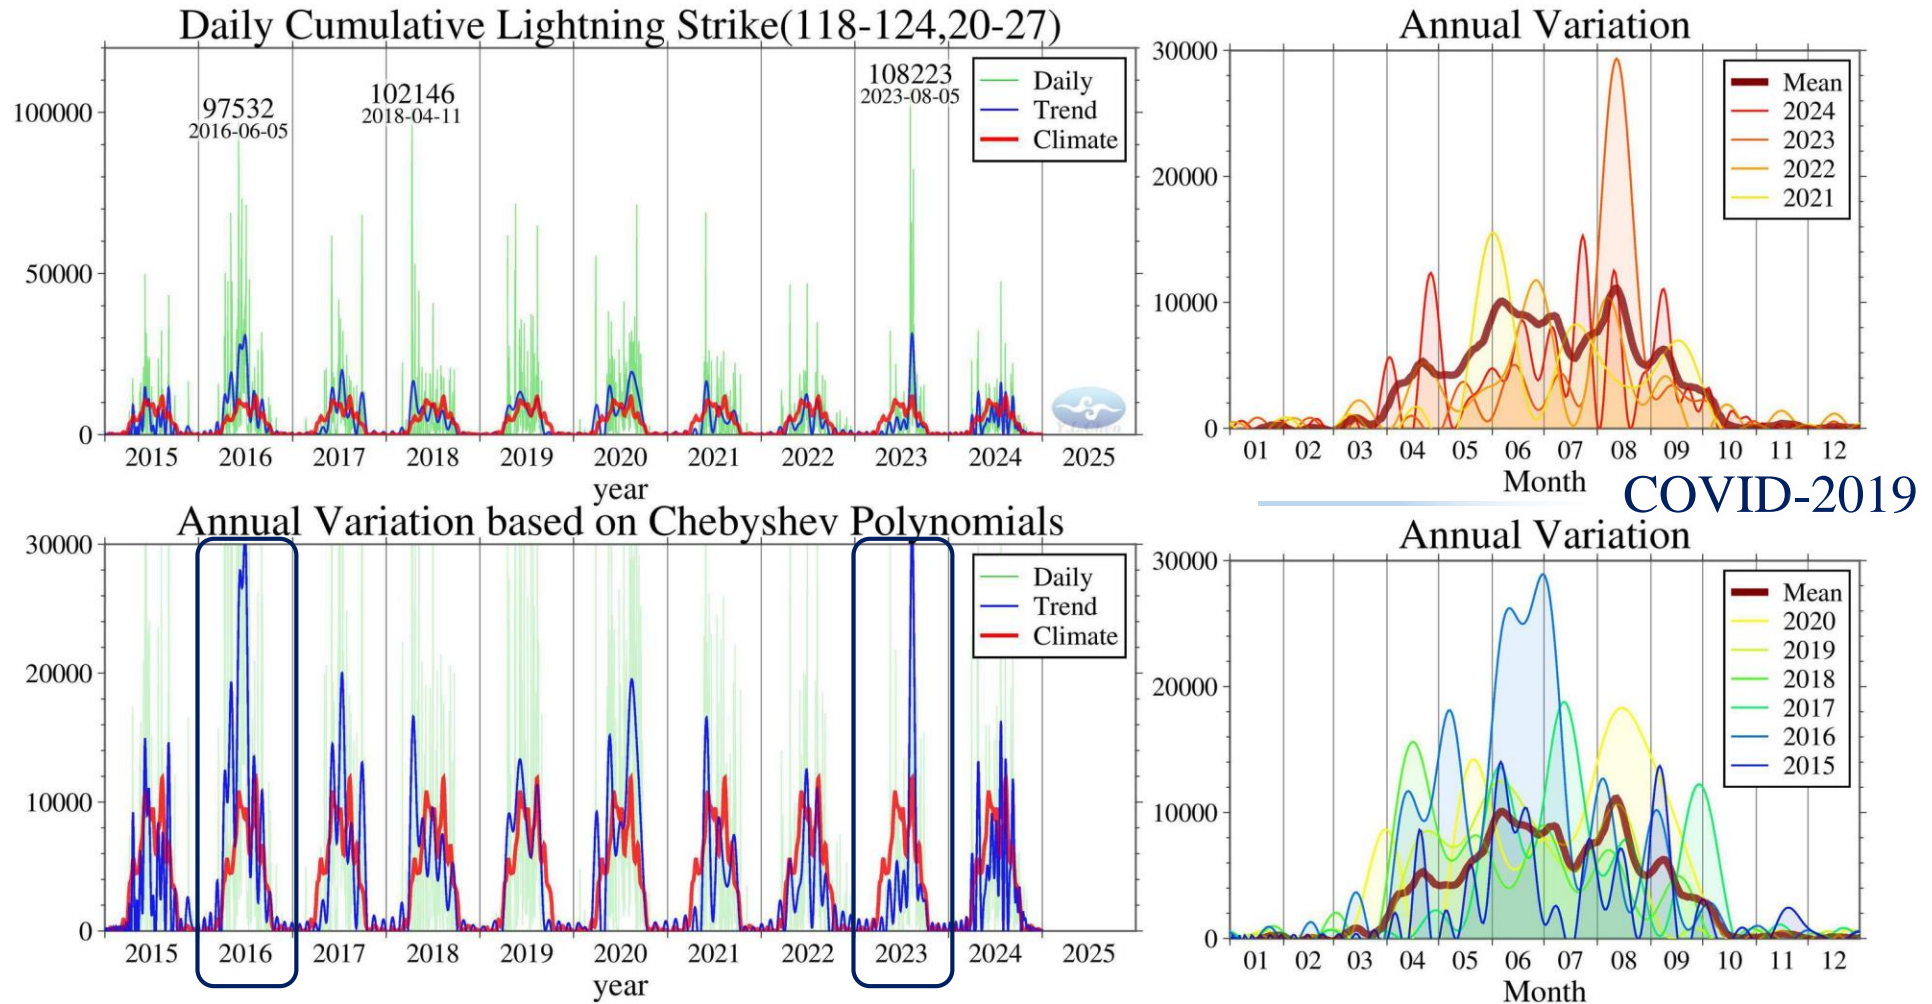 Daily Cumulative Lightning Strike(118-124,20-27)
100000
50000
0
97532
2016-06-05
102146
2018-04-11
108223
2023-08-05
Daily
Trend
Climate
2015 2016 2017 2018 2019 2020 2021 2022 2023 2024 2025
year
Annual Variation
30000
20000
10000
0
Mean
2024
2023
2022
2021
01 02 03 04 05 06 07 08 09 10 11 12
Month
COVID-2019
Annual Variation based on Chebyshev Polynomials
30000
20000
10000
0
Daily
Trend
Climate
2015 2016 2017 2018 2019 2020 2021 2022 2023 2024 2025
year
Annual Variation
30000
20000
10000
0
Mean
2020
2019
2018
2017
2016
2015
01 02 03 04 05 06 07 08 09 10 11 12
Month